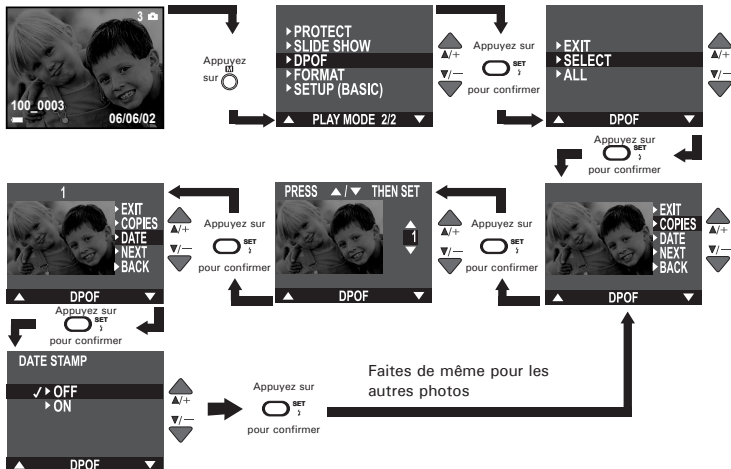 3
100_0003
06/06/02
Appuyez
M
sur
PROTECT
SLIDE SHOW
DPOF
FORMAT
SETUP (BASIC)
PLAY MODE 2/2
▲/+
▼/—
Appuyez sur
SET
pour confirmer
EXIT
SELECT
ALL
DPOF
▲/+
▼/—
Appuyez sur
SET
pour confirmer
EXIT
COPIES
DATE
NEXT
BACK
DPOF
▲/+
▼/—
Appuyez sur
SET
pour confirmer
PRESS ▲/▼ THEN SET
1
DPOF
▲/+
▼/—
Appuyez sur
SET
pour confirmer
1
EXIT
COPIES
DATE
NEXT
BACK
DPOF
▲/+
▼/—
Appuyez sur
SET
pour confirmer
DATE STAMP
✓ OFF
ON
DPOF
▲/+
▼/—
Appuyez sur
SET
pour confirmer
Faites de même pour les
autres photos